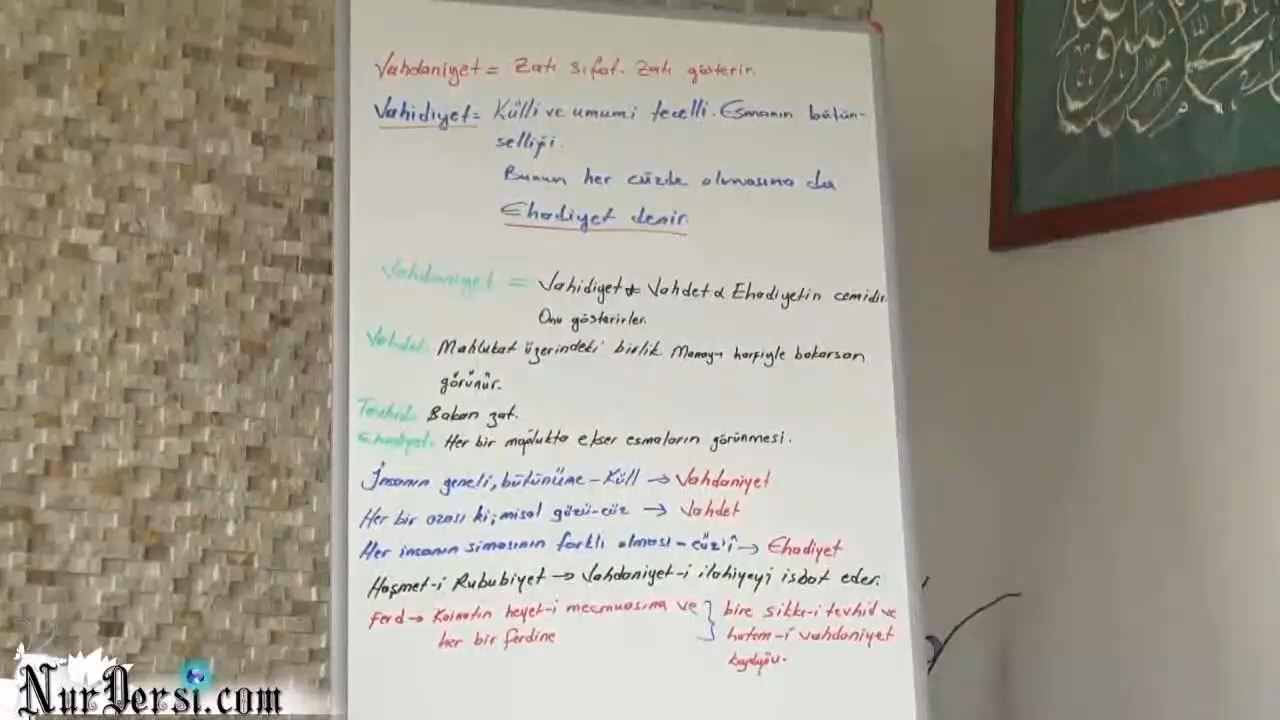 Vahdaniyet = Zatı sıfat. Zatı gösterir.
Vahidiyet = Külli ve umumi tecelli. Esmanın bütün-
selliği.
Bunun her cüzde olmasına da
Ehadiyet denir.
Vahdaniyet = Vahidiyet + Vahdet + Ehadiyetin cemidir.
Onu gösterirler.
Vahdet: Mahlukat üzerindeki birlik Manay-ı harfiyle bakarsan
görünür.
Tevhid: Bakan zat.
Ehadiyet: Her bir mahlukta ekser esmaların görünmesi.
İnsanın geneli, bütünüme - Küll → Vahdaniyet
Her bir azası ki; misal gözü - cüz → Vahdet
Her insanın simasının farklı olması - cüz'î → Ehadiyet
Haşmet-i Rububiyet → Vahdaniyet-i ilahiyeyi isbat eder.
Ferd → Kainatın heyet-i mecmuasına ve } bire sikke-i tevhid ve
her bir ferdine hatem-i vahdaniyet
koyduğu.
NurDersi.com